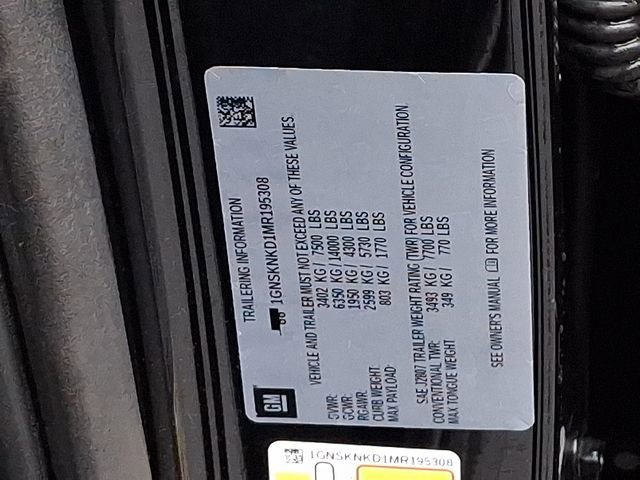 TRAILERING INFORMATION
1GNSKNKD1MR195308
GM
VEHICLE AND TRAILER MUST NOT EXCEED ANY OF THESE VALUES
GVWR: 3402 KG / 7500 LBS
GCWR: 6350 KG / 14000 LBS
RGAWR: 1950 KG / 4300 LBS
CURB WEIGHT: 2599 KG / 5730 LBS
MAX PAYLOAD: 803 KG / 1770 LBS
SAE J2807 TRAILER WEIGHT RATING (TWR) FOR VEHICLE CONFIGURATION.
CONVENTIONAL TWR: 3493 KG / 7700 LBS
MAX TONGUE WEIGHT 349 KG / 770 LBS
SEE OWNER'S MANUAL FOR MORE INFORMATION
1GNSKNKD1MR195308